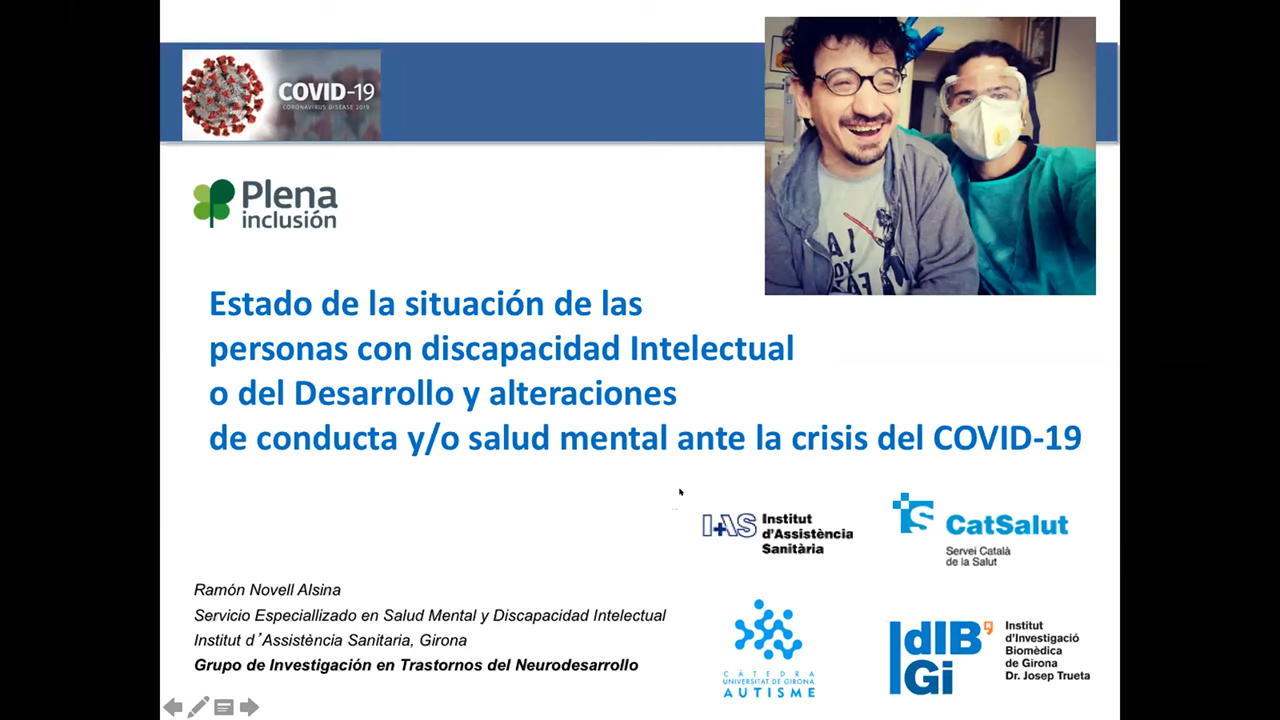 COVID-19
CORONAVIRUS DISEASE 2019
Plena
inclusión
Estado de la situación de las
personas con discapacidad Intelectual
o del Desarrollo y alteraciones
de conducta y/o salud mental ante la crisis del COVID-19
IAS Institut
d'Assistència
Sanitària
CatSalut
Servei Català
de la Salut
Ramón Novell Alsina
Servicio Especiallizado en Salud Mental y Discapacidad Intelectual
Institut d´Assistència Sanitaria, Girona
Grupo de Investigación en Trastornos del Neurodesarrollo
CÀTEDRA
UNIVERSITAT DE GIRONA
AUTISME
IdIB'Gi
Institut
d'Investigació
Biomèdica
de Girona
Dr. Josep Trueta